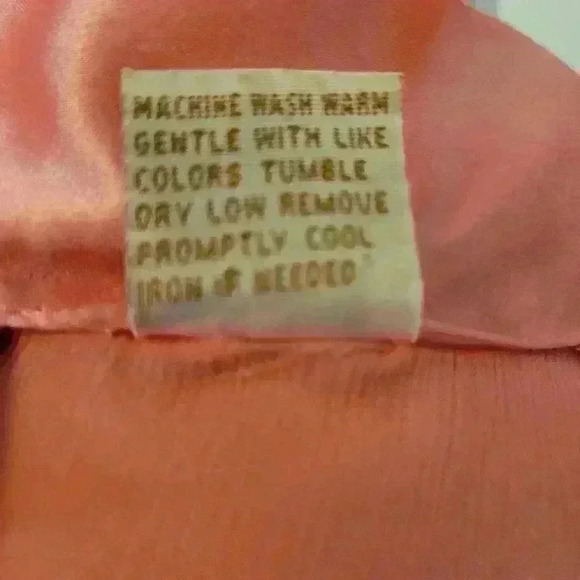 MACHINE WASH WARM
GENTLE WITH LIKE
COLORS TUMBLE
DRY LOW REMOVE
PROMPTLY COOL
IRON IF NEEDED